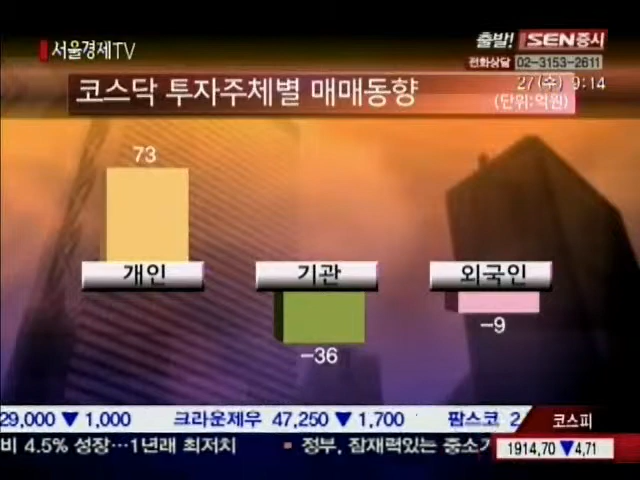 서울경제TV
출발! SEN증시
전화상담 02-3153-2611
27(수) 9:14
코스닥 투자주체별 매매동향
(단위:억원)
73
개인
기관
외국인
-36
-9
29,000 ▼ 1,000 크라운제우 47,250 ▼ 1,700 팜스코
코스피
비 4.5% 성장…1년래 최저치 ▪ 정부, 잠재력있는 중소
1914,70 ▼4,71